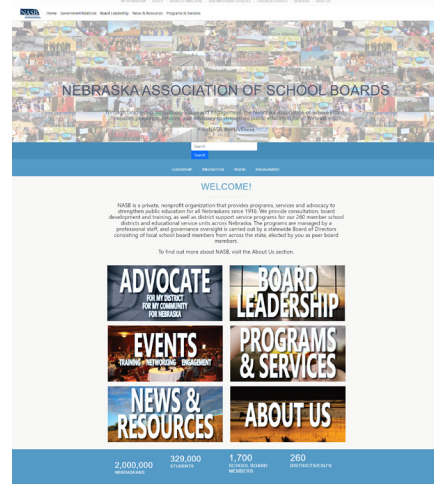 NASB
Home Government Relations Board Leadership News & Resources Programs & Services
NEBRASKA ASSOCIATION OF SCHOOL BOARDS
Search
Search
LEADERSHIP INNOVATION VISION ENGAGEMENT
WELCOME!
NASB is a private, nonprofit organization that provides programs, services and advocacy to
strengthen public education for all Nebraskans since 1918. We provide consultation, board
development and training, as well as district support service programs for our 260 member school
districts and educational service units across Nebraska. The programs are managed by a
professional staff, and governance oversight is carried out by a statewide Board of Directors
consisting of local school board members from across the state, elected by you as peer board
members.
To find out more about NASB, visit the About Us section.
ADVOCATE
FOR MY DISTRICT
FOR MY COMMUNITY
FOR NEBRASKA
BOARD
LEADERSHIP
EVENTS
TRAINING - NETWORKING - ENGAGEMENT
PROGRAMS
& SERVICES
NEWS &
RESOURCES
ABOUT US
2,000,000
NEBRASKANS
329,000
STUDENTS
1,700
SCHOOL BOARD
MEMBERS
260
DISTRICTS/ESU'S